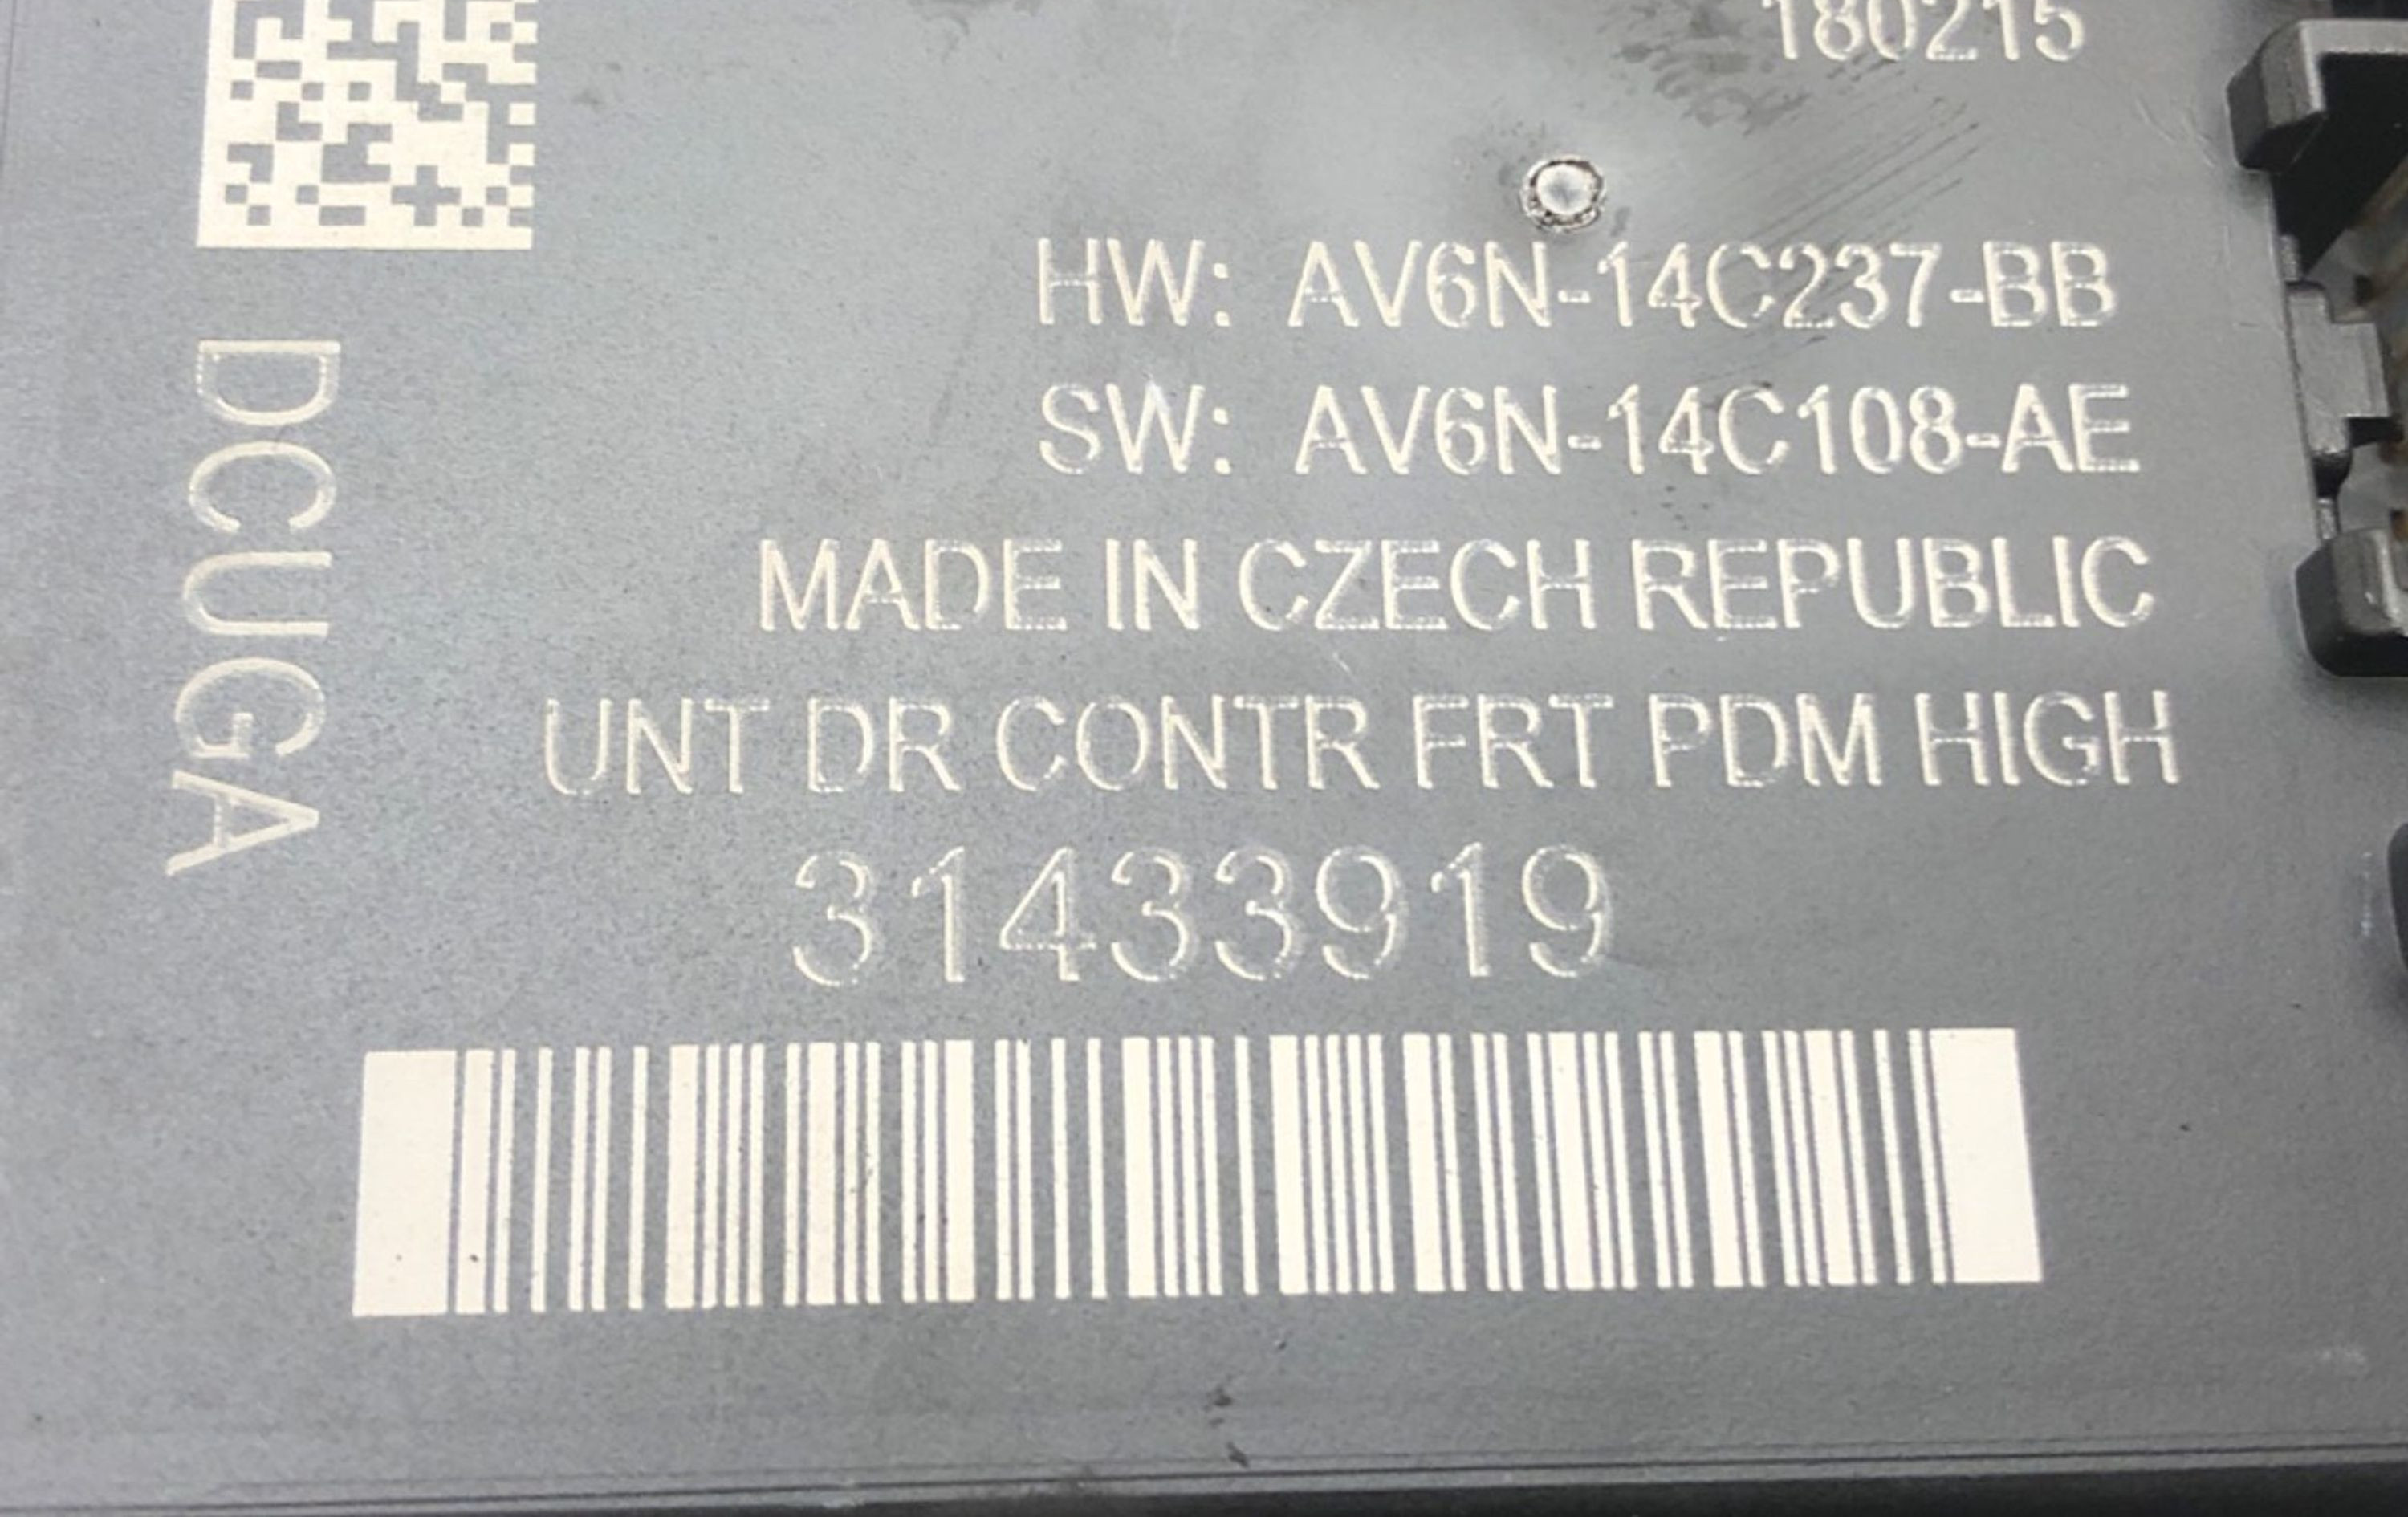 180215
HW: AV6N-14C237-BB
SW: AV6N-14C108-AE
MADE IN CZECH REPUBLIC
UNT DR CONTR FRT PDM HIGH
31433919
DCUGA